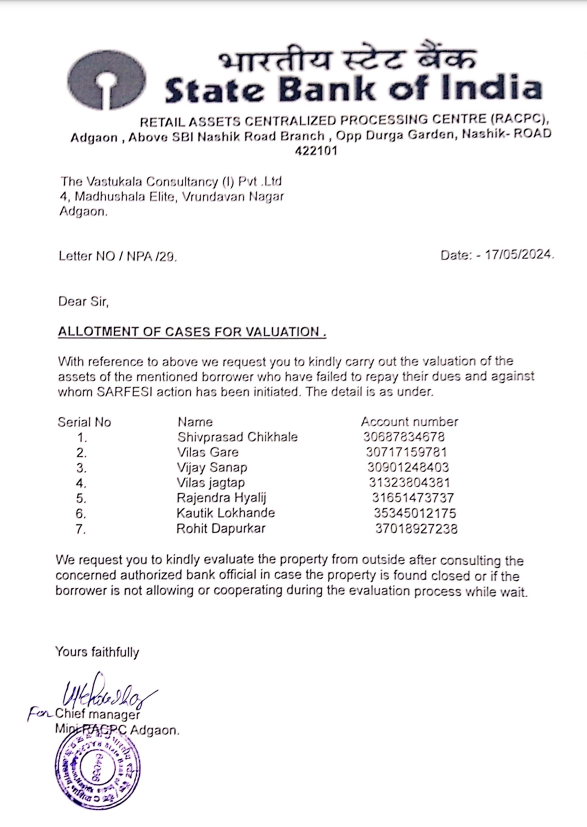 भारतीय स्टेट बैंक
State Bank of India
RETAIL ASSETS CENTRALIZED PROCESSING CENTRE (RACPC),
Adgaon , Above SBI Nashik Road Branch , Opp Durga Garden, Nashik- ROAD
422101
The Vastukala Consultancy (I) Pvt .Ltd
4, Madhushala Elite, Vrundavan Nagar
Adgaon.
Letter NO / NPA /29. Date: - 17/05/2024.
Dear Sir,
ALLOTMENT OF CASES FOR VALUATION .
With reference to above we request you to kindly carry out the valuation of the
assets of the mentioned borrower who have failed to repay their dues and against
whom SARFESI action has been initiated. The detail is as under.
Serial No Name Account number
1. Shivprasad Chikhale 30687834678
2. Vilas Gare 30717159781
3. Vijay Sanap 30901248403
4. Vilas jagtap 31323804381
5. Rajendra Hyalij 31651473737
6. Kautik Lokhande 35345012175
7. Rohit Dapurkar 37018927238
We request you to kindly evaluate the property from outside after consulting the
concerned authorized bank official in case the property is found closed or if the
borrower is not allowing or cooperating during the evaluation process while wait.
Yours faithfully
For Chief manager
Mini RACPC Adgaon.